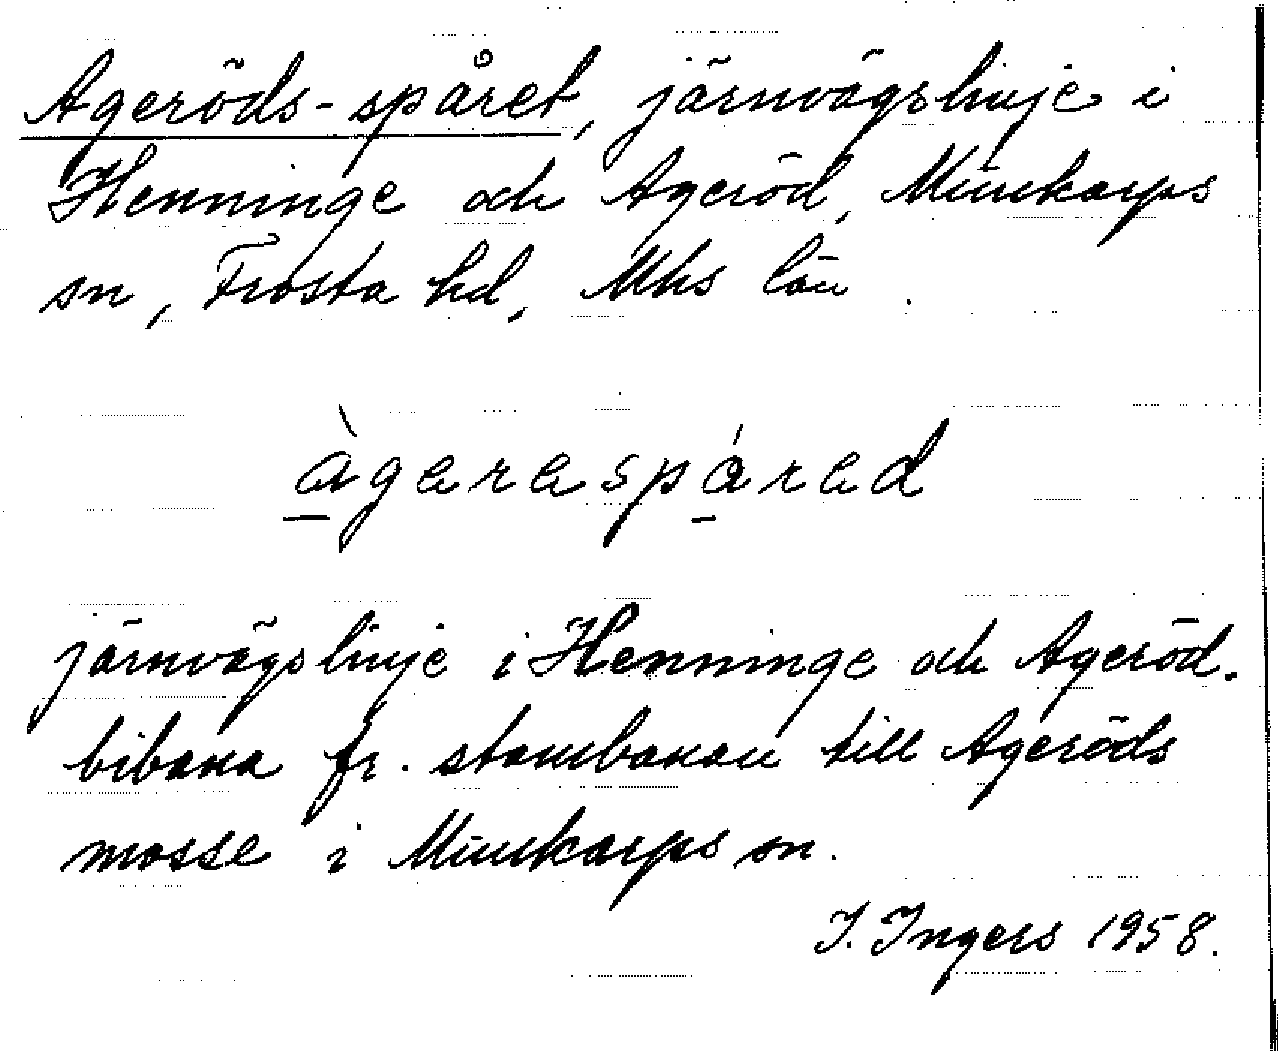 Ageröds-spåret, järnvägslinje i
Henninge och Ageröd, Munkarps
sn, Frosta hd, Mhs län.
àgerespáred
järnvägslinje i Henninge och Ageröd.
bibana fr. stambanan till Ageröds
mosse i Munkarps sn.
I. Ingers 1958.